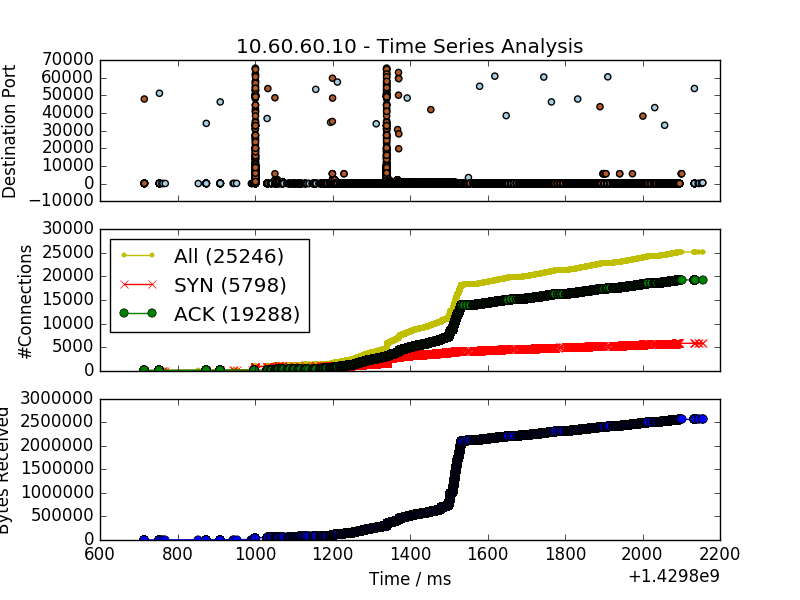 10.60.60.10 - Time Series Analysis
Destination Port
70000
60000
50000
40000
30000
20000
10000
0
−10000
#Connections
30000
25000
20000
15000
10000
5000
0
All (25246)
SYN (5798)
ACK (19288)
Bytes Received
3000000
2500000
2000000
1500000
1000000
500000
0
600 800 1000 1200 1400 1600 1800 2000 2200
Time / ms
+1.4298e9